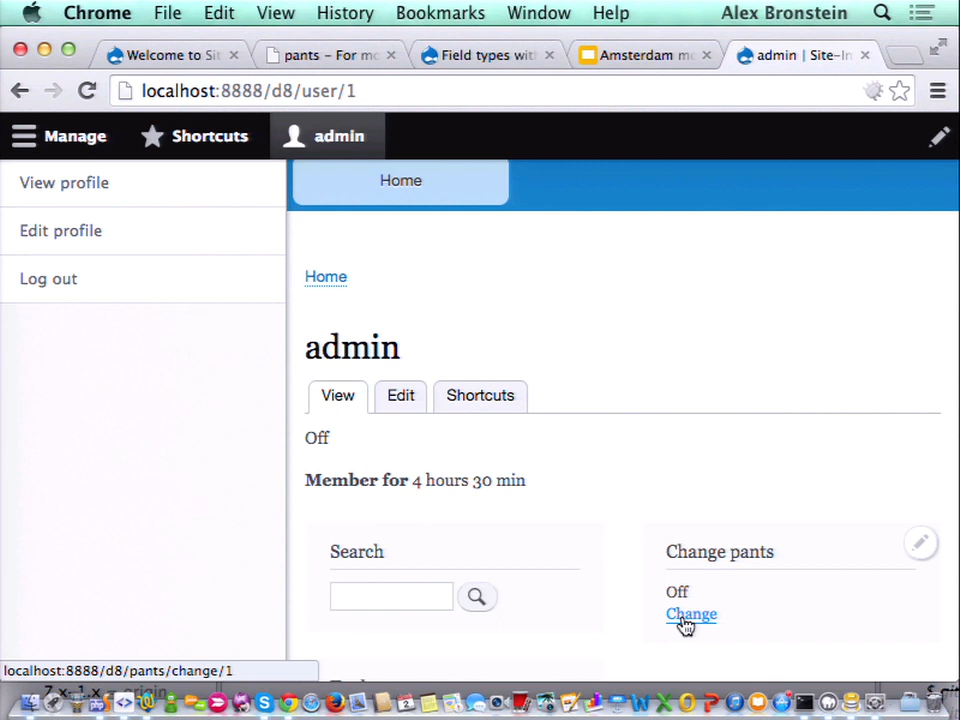 Chrome File Edit View History Bookmarks Window Help Alex Bronstein
Welcome to Sit pants – For mo Field types wit Amsterdam me admin | Site-In
localhost:8888/d8/user/1
Manage Shortcuts admin
View profile
Edit profile
Log out
Home
Home
admin
View Edit Shortcuts
Off
Member for 4 hours 30 min
Search
Change pants
Off
Change
localhost:8888/d8/pants/change/1